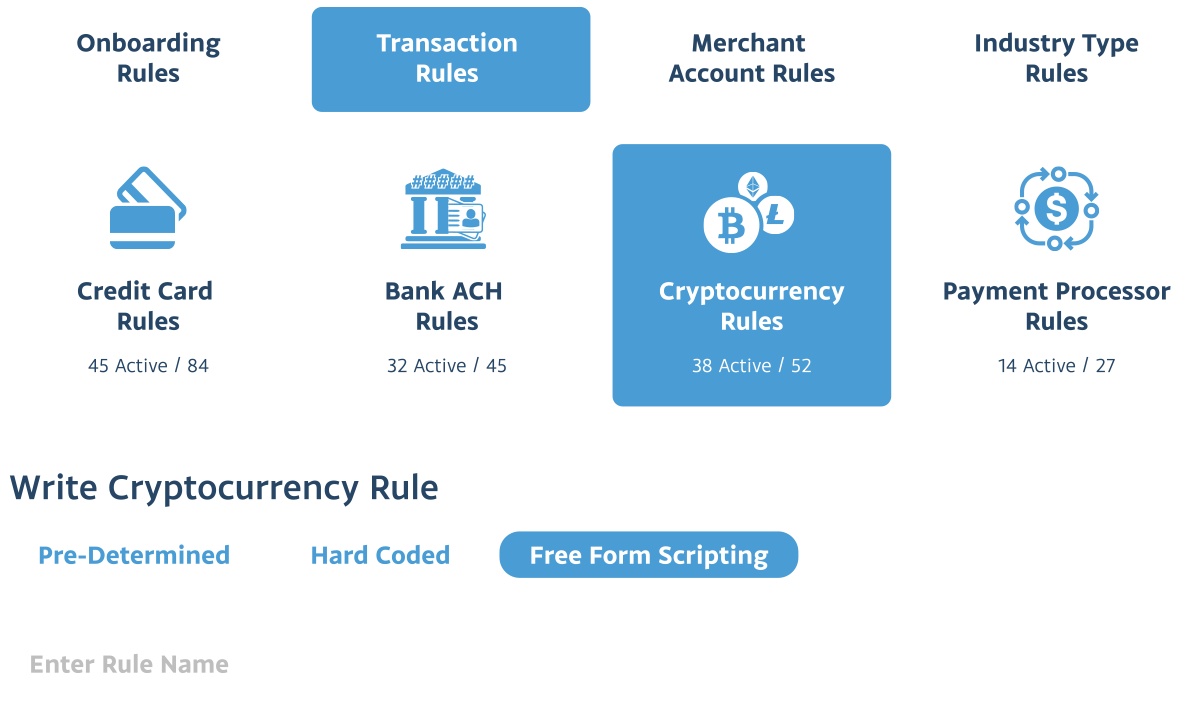 Onboarding
Rules
Transaction
Rules
Merchant
Account Rules
Industry Type
Rules
#####
Credit Card
Rules
45 Active / 84
Bank ACH
Rules
32 Active / 45
Cryptocurrency
Rules
38 Active / 52
Payment Processor
Rules
14 Active / 27
Write Cryptocurrency Rule
Pre-Determined
Hard Coded
Free Form Scripting
Enter Rule Name